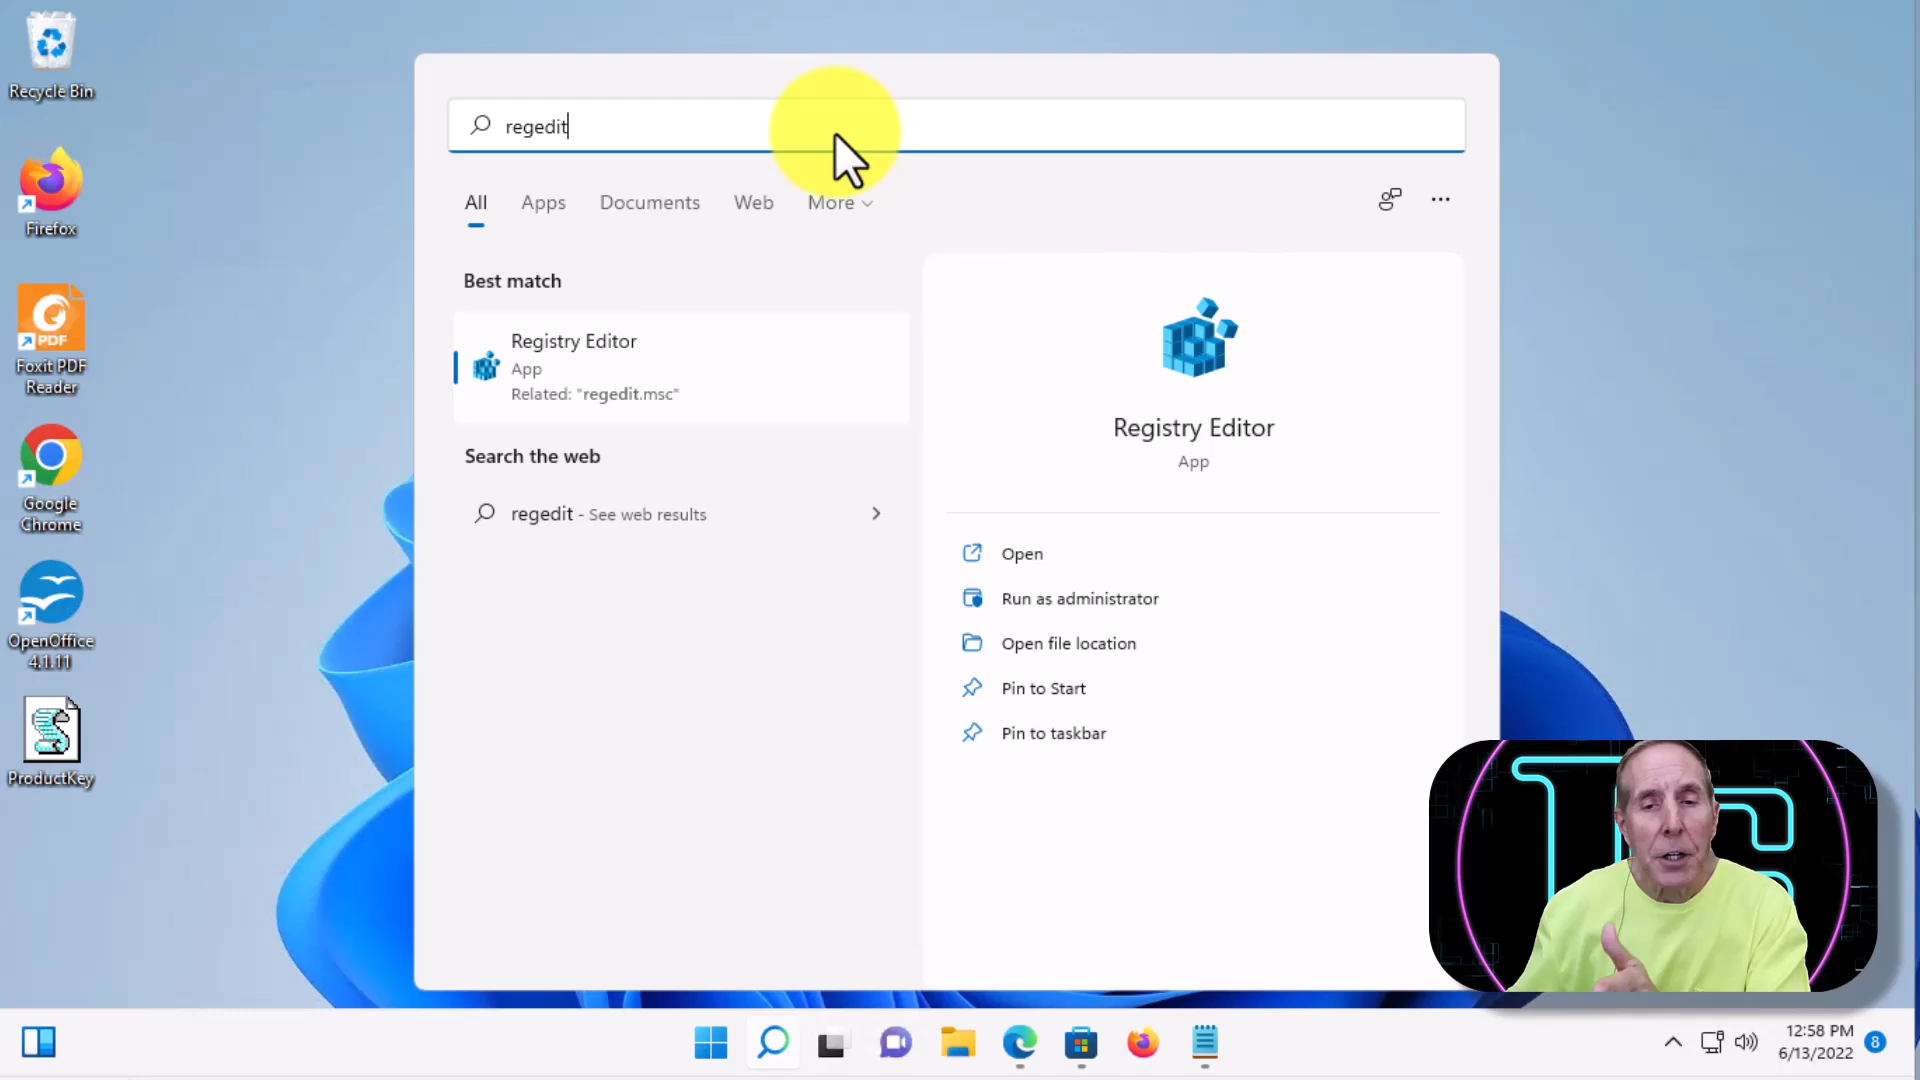 Recycle Bin
Firefox
PDF
Foxit PDF
Reader
Google
Chrome
OpenOffice
4.1.11
ProductKey
regedit
All Apps Documents Web More
Best match
Registry Editor
App
Related: "regedit.msc"
Search the web
regedit - See web results
Registry Editor
App
Open
Run as administrator
Open file location
Pin to Start
Pin to taskbar
12:58 PM
6/13/2022
8